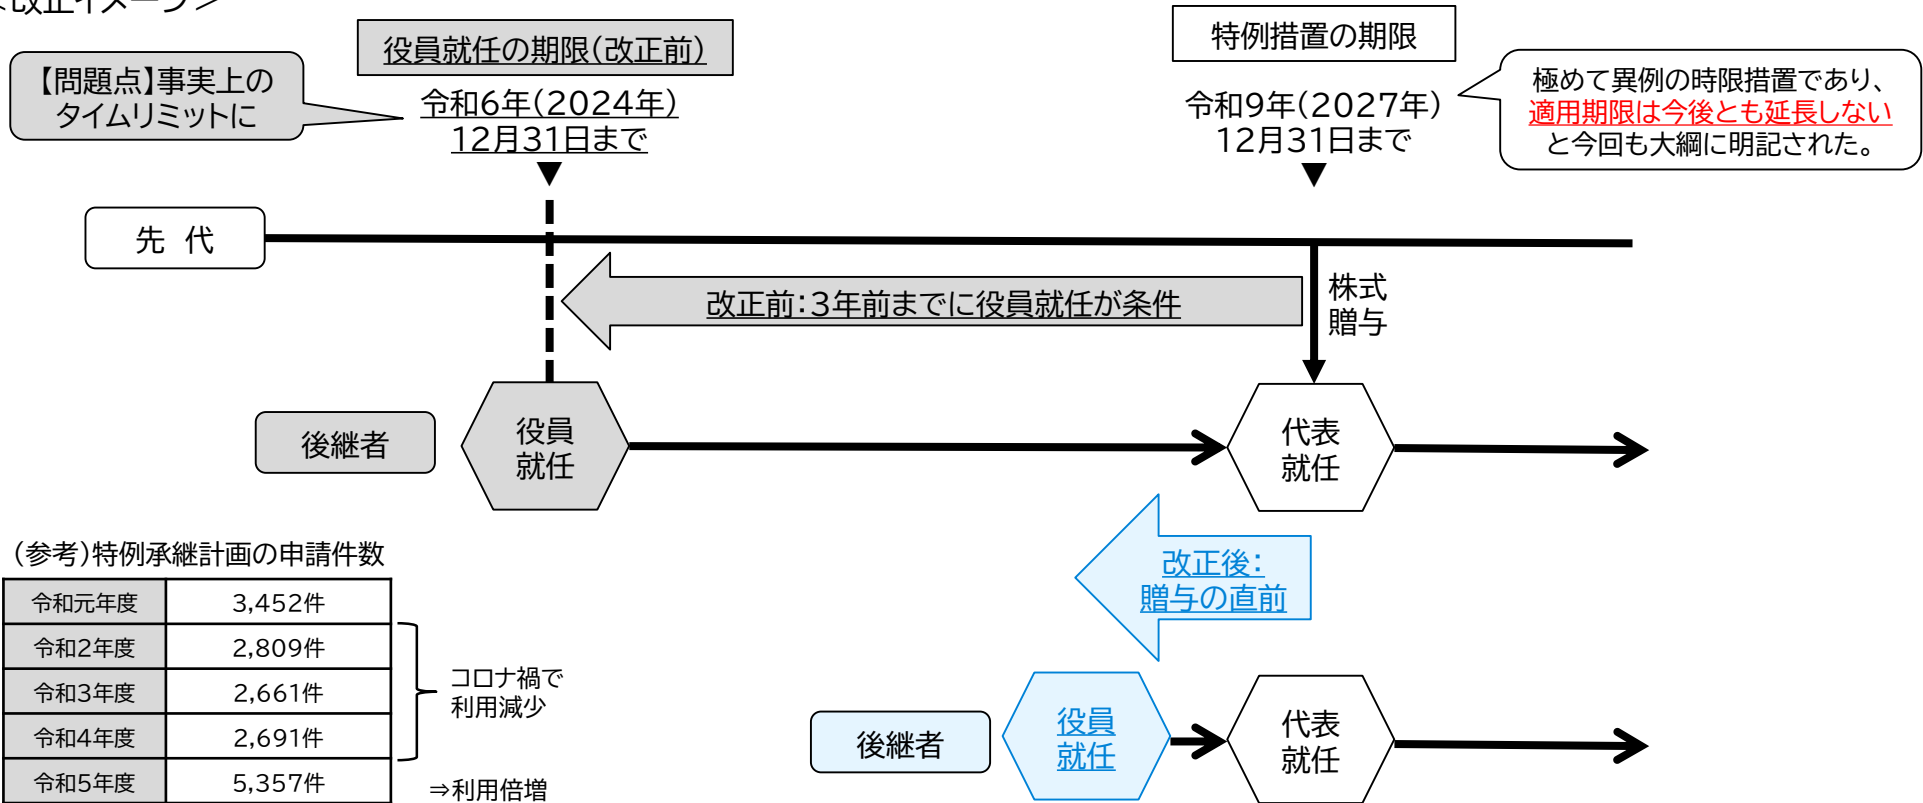 <改正イメージ>
役員就任の期限(改正前)
特例措置の期限
【問題点】事実上の
タイムリミットに
令和6年(2024年)
12月31日まで
令和9年(2027年)
12月31日まで
極めて異例の時限措置であり、
適用期限は今後とも延長しない
と今回も大綱に明記された。
先 代
改正前:3年前までに役員就任が条件
株式
贈与
後継者
役員
就任
代表
就任
改正後:
贈与の直前
(参考)特例承継計画の申請件数
令和元年度 3,452件
令和2年度 2,809件
令和3年度 2,661件
令和4年度 2,691件
令和5年度 5,357件
コロナ禍で
利用減少
⇒利用倍増
後継者
役員
就任
代表
就任